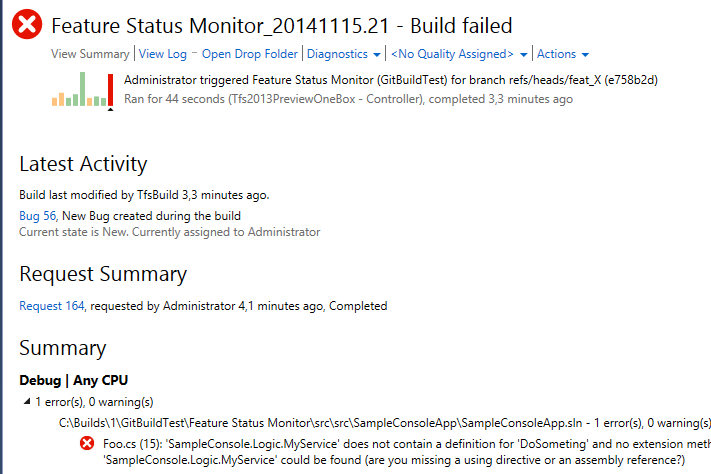 Feature Status Monitor_20141115.21 - Build failed
View Summary | View Log - Open Drop Folder | Diagnostics | <No Quality Assigned> | Actions
Administrator triggered Feature Status Monitor (GitBuildTest) for branch refs/heads/feat_X (e758b2d)
Ran for 44 seconds (Tfs2013PreviewOneBox - Controller), completed 3,3 minutes ago
Latest Activity
Build last modified by TfsBuild 3,3 minutes ago.
Bug 56, New Bug created during the build
Current state is New. Currently assigned to Administrator
Request Summary
Request 164, requested by Administrator 4,1 minutes ago, Completed
Summary
Debug | Any CPU
1 error(s), 0 warning(s)
C:\Builds\1\GitBuildTest\Feature Status Monitor\src\src\SampleConsoleApp\SampleConsoleApp.sln - 1 error(s), 0 warning(s)
Foo.cs (15): 'SampleConsole.Logic.MyService' does not contain a definition for 'DoSometing' and no extension met
'SampleConsole.Logic.MyService' could be found (are you missing a using directive or an assembly reference?)